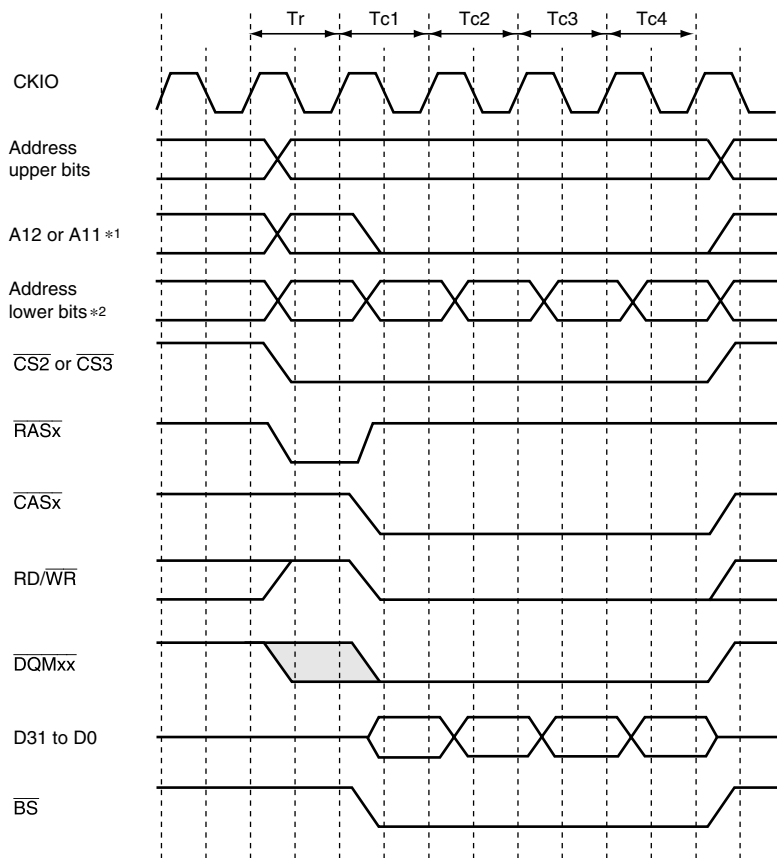 Tr Tc1 Tc2 Tc3 Tc4
CKIO
Address
upper bits
A12 or A11 *1
Address
lower bits *2
CS2 or CS3
RASx
CASx
RD/WR
DQMxx
D31 to D0
BS